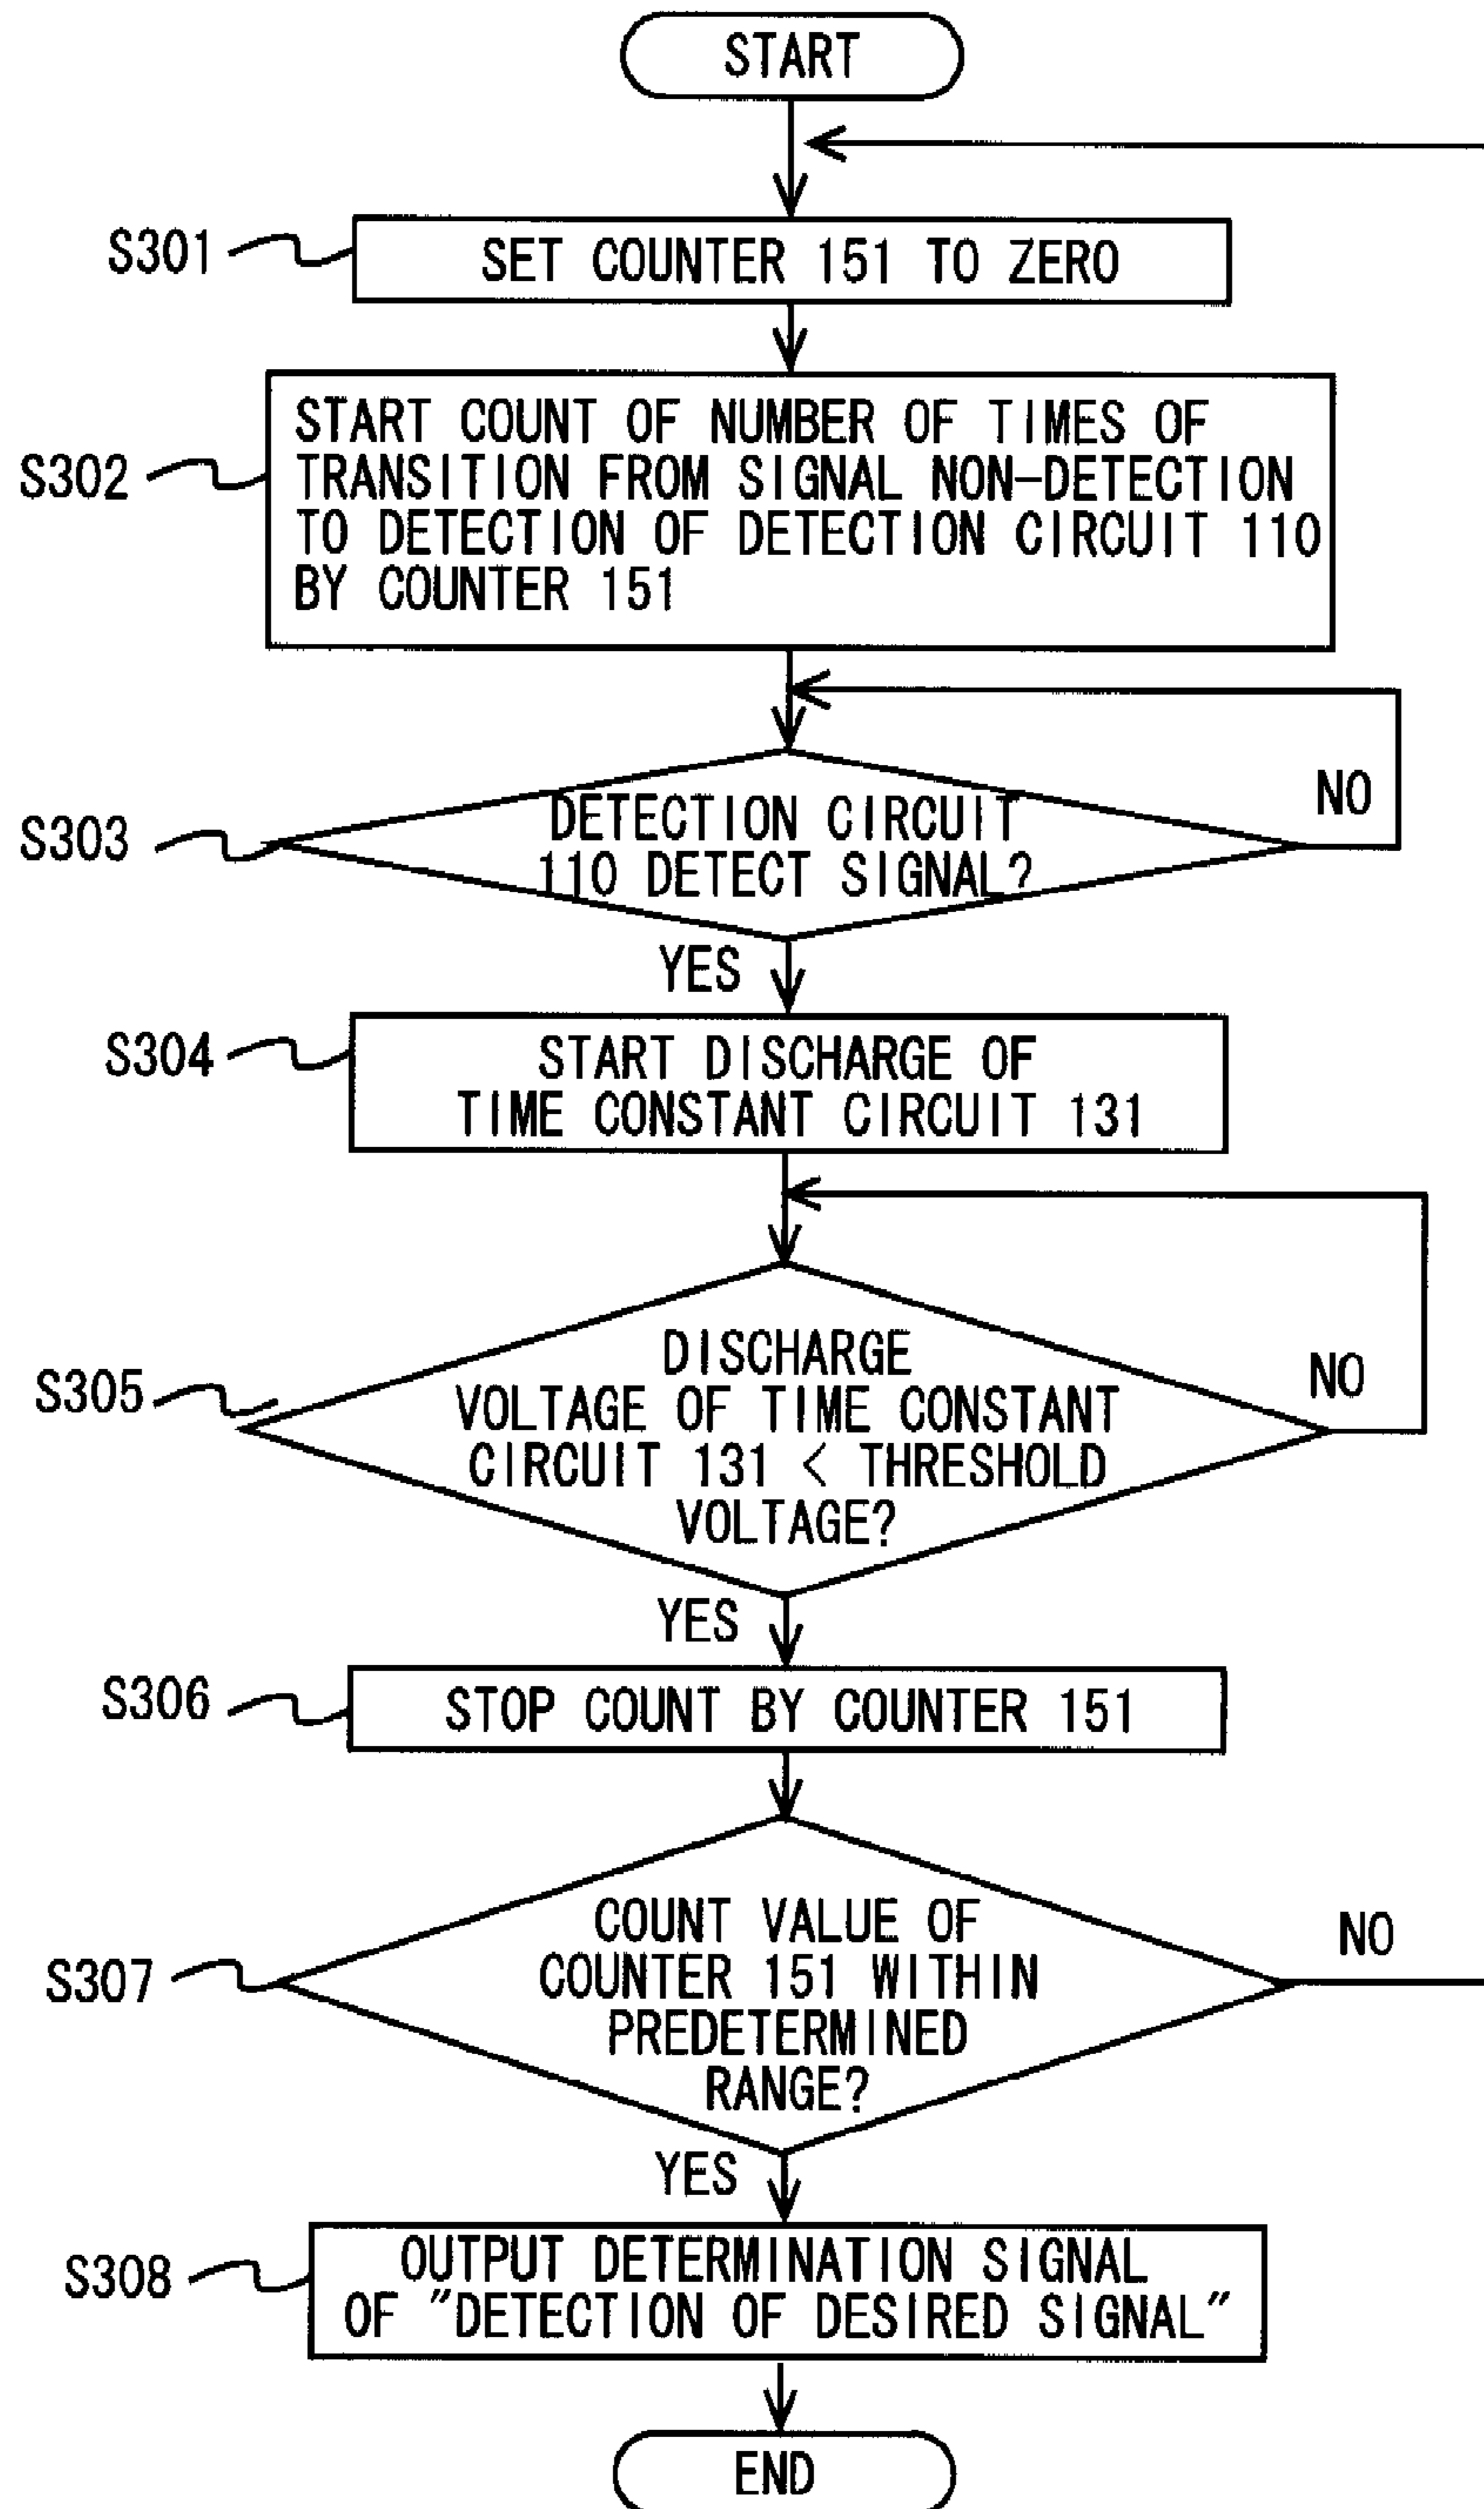 START
S301
SET COUNTER 151 TO ZERO
S302
START COUNT OF NUMBER OF TIMES OF
TRANSITION FROM SIGNAL NON-DETECTION
TO DETECTION OF DETECTION CIRCUIT 110
BY COUNTER 151
S303
DETECTION CIRCUIT
110 DETECT SIGNAL?
NO
YES
S304
START DISCHARGE OF
TIME CONSTANT CIRCUIT 131
S305
DISCHARGE
VOLTAGE OF TIME CONSTANT
CIRCUIT 131 < THRESHOLD
VOLTAGE?
NO
YES
S306
STOP COUNT BY COUNTER 151
S307
COUNT VALUE OF
COUNTER 151 WITHIN
PREDETERMINED
RANGE?
NO
YES
S308
OUTPUT DETERMINATION SIGNAL
OF "DETECTION OF DESIRED SIGNAL"
END